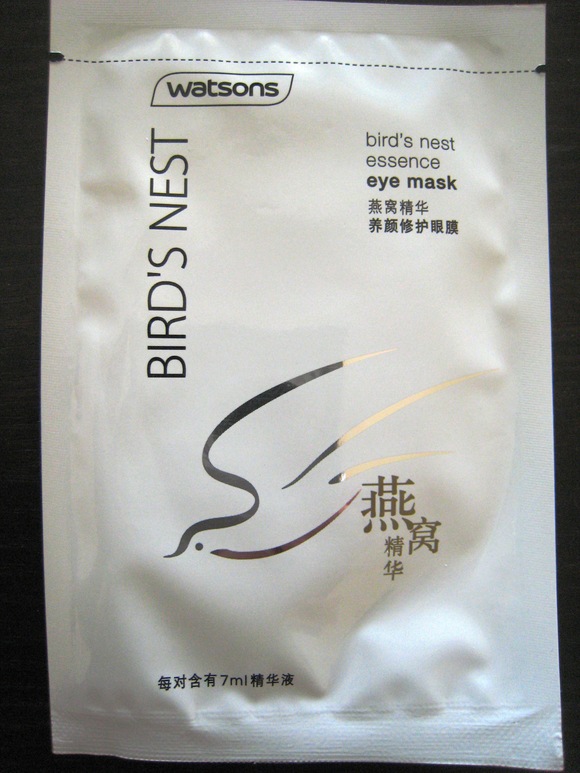 watsons
BIRD'S NEST
bird's nest
essence
eye mask
燕窝精华
养颜修护眼膜
燕窝
精华
每对含有7ml精华液